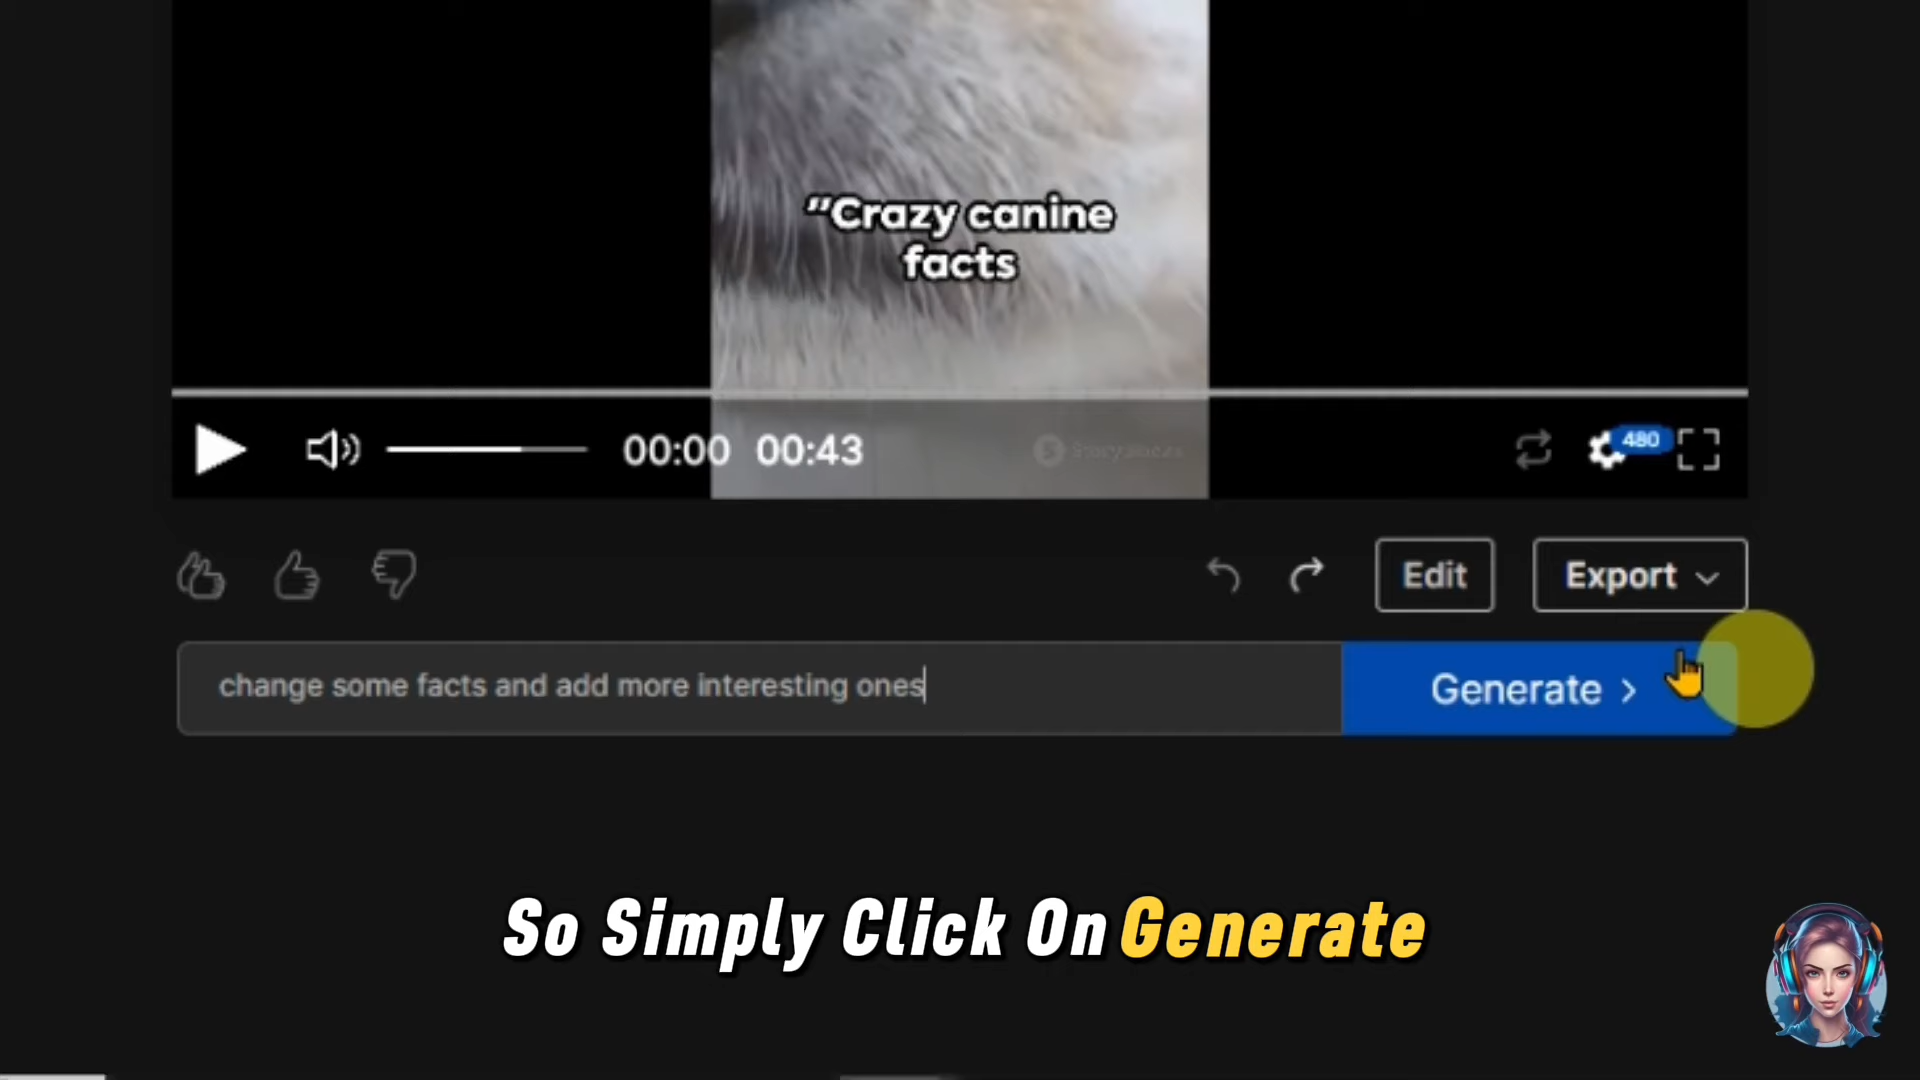 "Crazy canine
facts
00:00 00:43
Storyblocks
480
Edit
Export
change some facts and add more interesting ones
Generate
So Simply Click On Generate